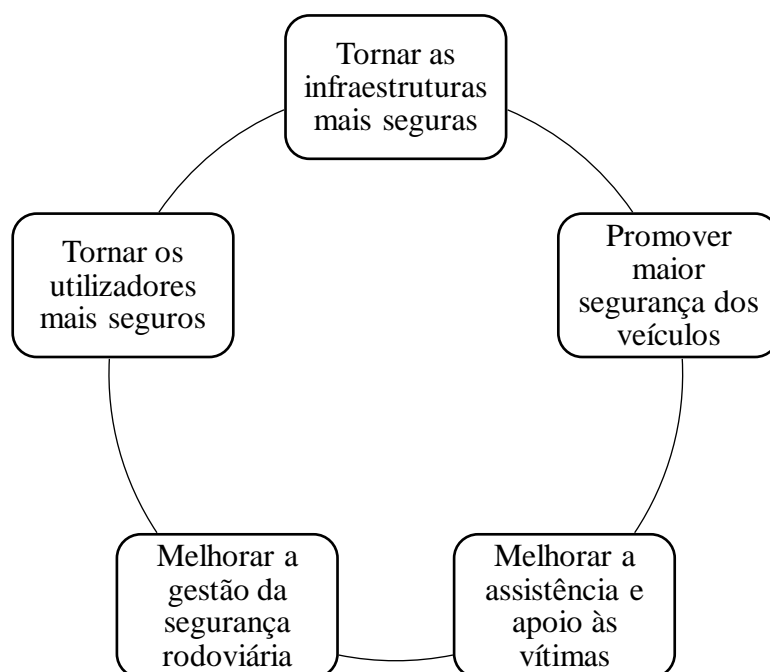 Tornar as
infraestruturas
mais seguras
Tornar os
utilizadores
mais seguros
Promover
maior
segurança dos
veículos
Melhorar a
gestão da
segurança
rodoviária
Melhorar a
assistência e
apoio às
vítimas